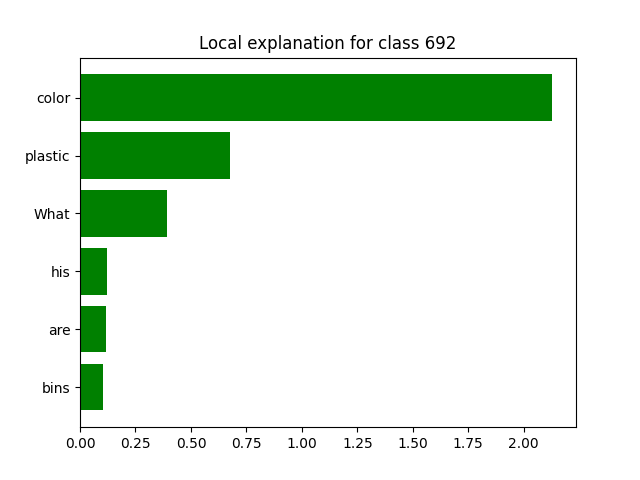 Local explanation for class 692
color
plastic
What
his
are
bins
0.00 0.25 0.50 0.75 1.00 1.25 1.50 1.75 2.00